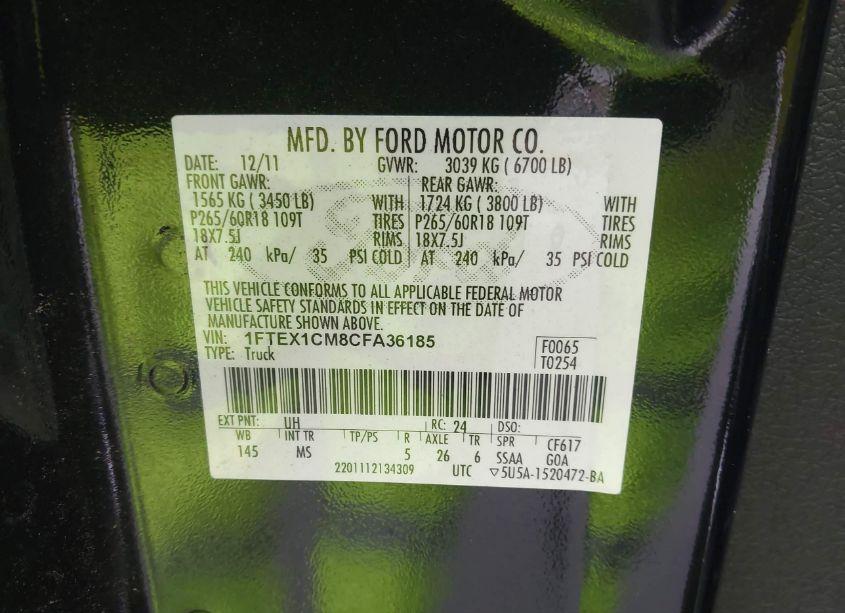 MFD. BY FORD MOTOR CO.
DATE: 12/11 GVWR: 3039 KG ( 6700 LB)
FRONT GAWR: REAR GAWR:
1565 KG ( 3450 LB) WITH 1724 KG ( 3800 LB) WITH
P265/60R18 109T TIRES P265/60R18 109T TIRES
18X7.5J RIMS 18X7.5J RIMS
AT 240 kPa/ 35 PSI COLD AT 240 kPa/ 35 PSI COLD
THIS VEHICLE CONFORMS TO ALL APPLICABLE FEDERAL MOTOR
VEHICLE SAFETY STANDARDS IN EFFECT ON THE DATE OF
MANUFACTURE SHOWN ABOVE.
VIN: 1FTEX1CM8CFA36185 F0065
TYPE: Truck T0254
EXT PNT: UH RC: 24 DSO:
WB INT TR TP/PS R AXLE TR SPR CF617
145 MS 5 26 6 SSAA G0A
2201112134309 UTC ▽5U5A-1520472-BA